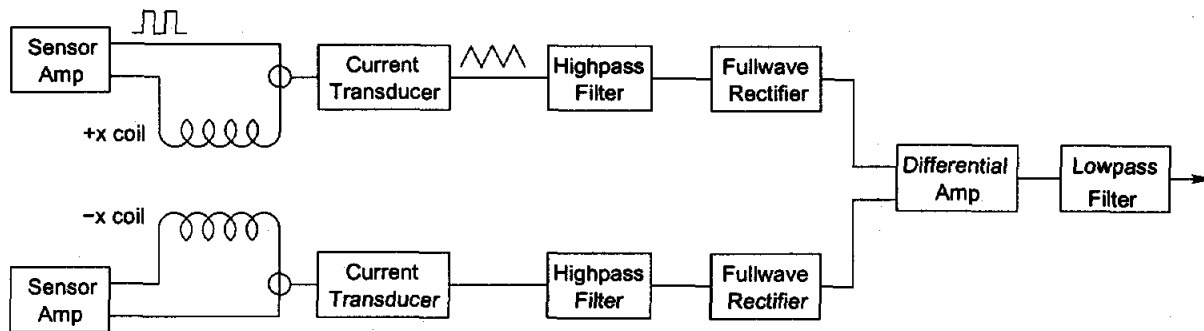 Sensor
Amp
+x coil
Current
Transducer
Highpass
Filter
Fullwave
Rectifier
Differential
Amp
Lowpass
Filter
−x coil
Sensor
Amp
Current
Transducer
Highpass
Filter
Fullwave
Rectifier